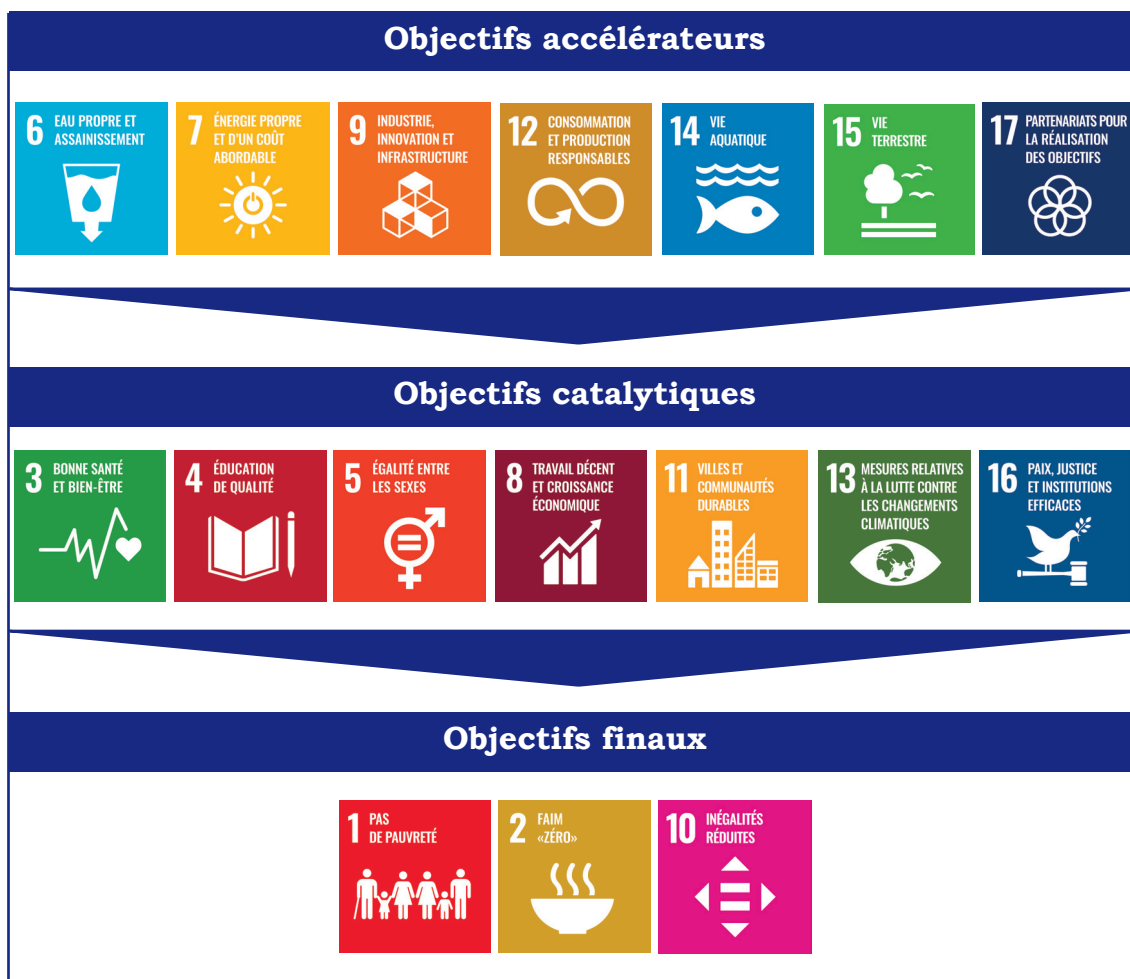 Objectifs accélérateurs
6 EAU PROPRE ET
ASSAINISSEMENT
7 ÉNERGIE PROPRE
ET D'UN COÛT
ABORDABLE
9 INDUSTRIE,
INNOVATION ET
INFRASTRUCTURE
12 CONSOMMATION
ET PRODUCTION
RESPONSABLES
14 VIE
AQUATIQUE
15 VIE
TERRESTRE
17 PARTENARIATS POUR
LA RÉALISATION
DES OBJECTIFS
Objectifs catalytiques
3 BONNE SANTÉ
ET BIEN-ÊTRE
4 ÉDUCATION
DE QUALITÉ
5 ÉGALITÉ ENTRE
LES SEXES
8 TRAVAIL DÉCENT
ET CROISSANCE
ÉCONOMIQUE
11 VILLES ET
COMMUNAUTÉS
DURABLES
13 MESURES RELATIVES
À LA LUTTE CONTRE
LES CHANGEMENTS
CLIMATIQUES
16 PAIX, JUSTICE
ET INSTITUTIONS
EFFICACES
Objectifs finaux
1 PAS
DE PAUVRETÉ
2 FAIM
«ZÉRO»
10 INÉGALITÉS
RÉDUITES